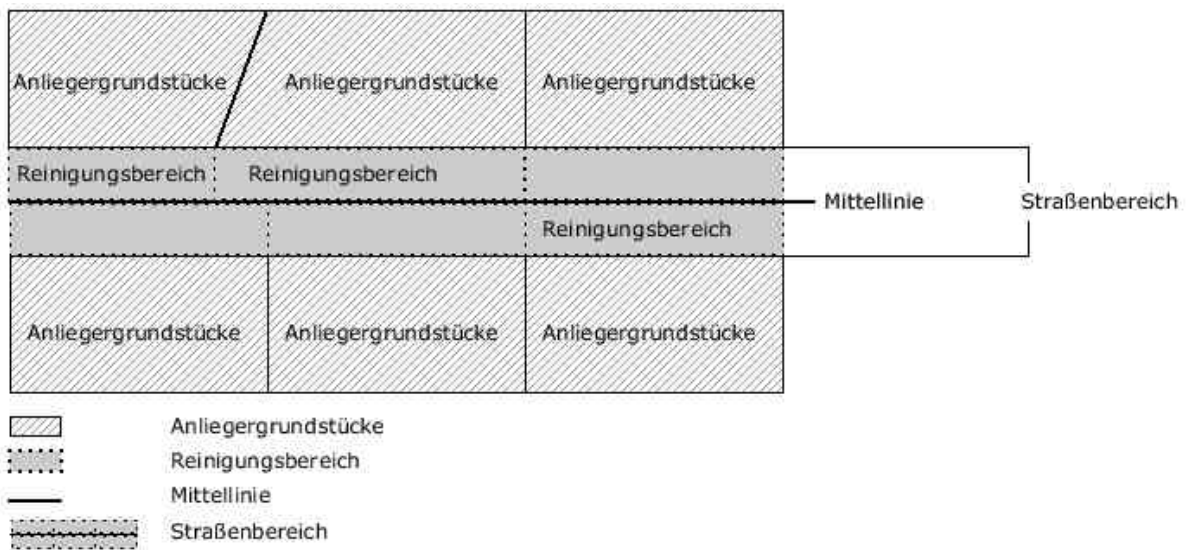 Anliegergrundstücke Anliegergrundstücke Anliegergrundstücke
Reinigungsbereich Reinigungsbereich
Mittellinie Straßenbereich
Reinigungsbereich
Anliegergrundstücke Anliegergrundstücke Anliegergrundstücke
Anliegergrundstücke
Reinigungsbereich
Mittellinie
Straßenbereich